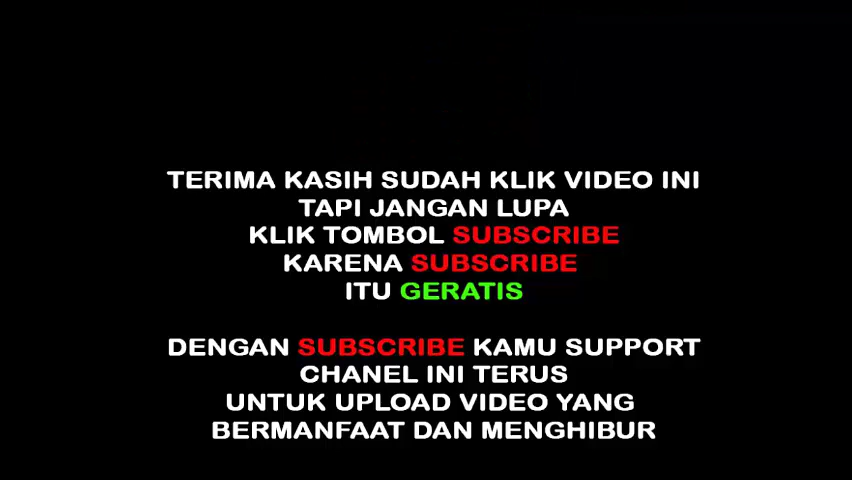 TERIMA KASIH SUDAH KLIK VIDEO INI
TAPI JANGAN LUPA
KLIK TOMBOL SUBSCRIBE
KARENA SUBSCRIBE
ITU GERATIS
DENGAN SUBSCRIBE KAMU SUPPORT
CHANEL INI TERUS
UNTUK UPLOAD VIDEO YANG
BERMANFAAT DAN MENGHIBUR